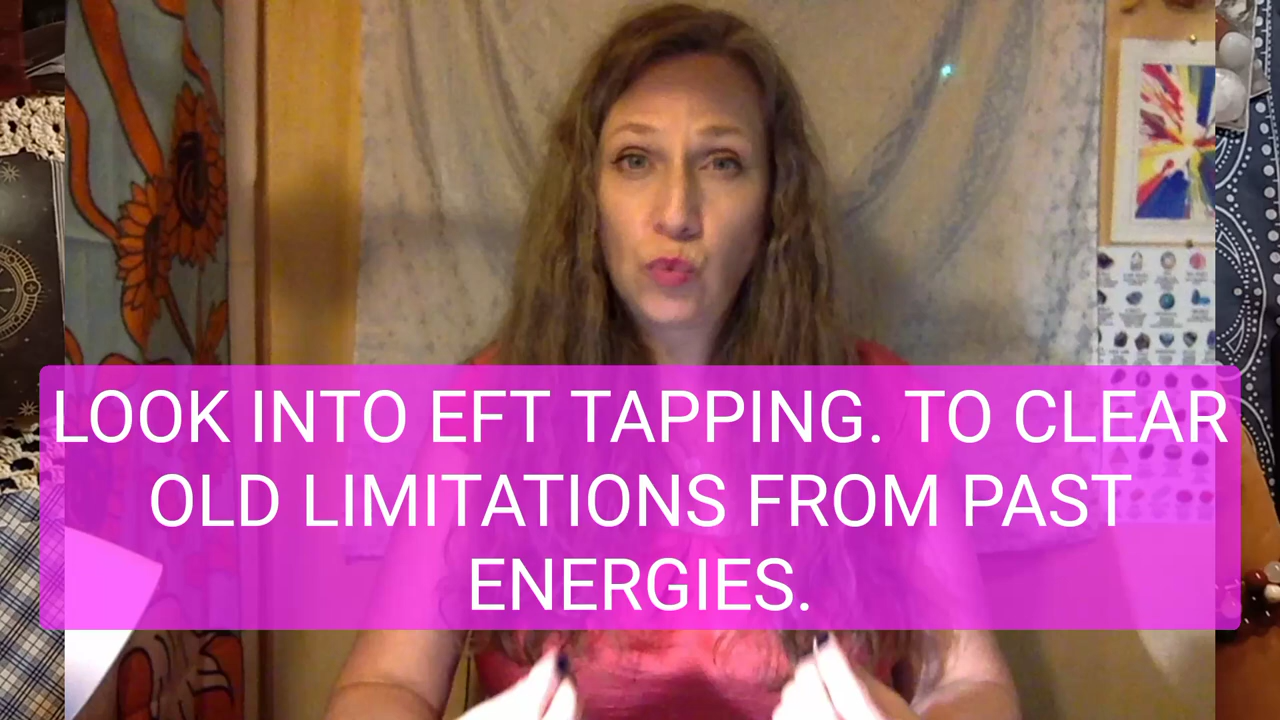 LOOK INTO EFT TAPPING. TO CLEAR
OLD LIMITATIONS FROM PAST
ENERGIES.